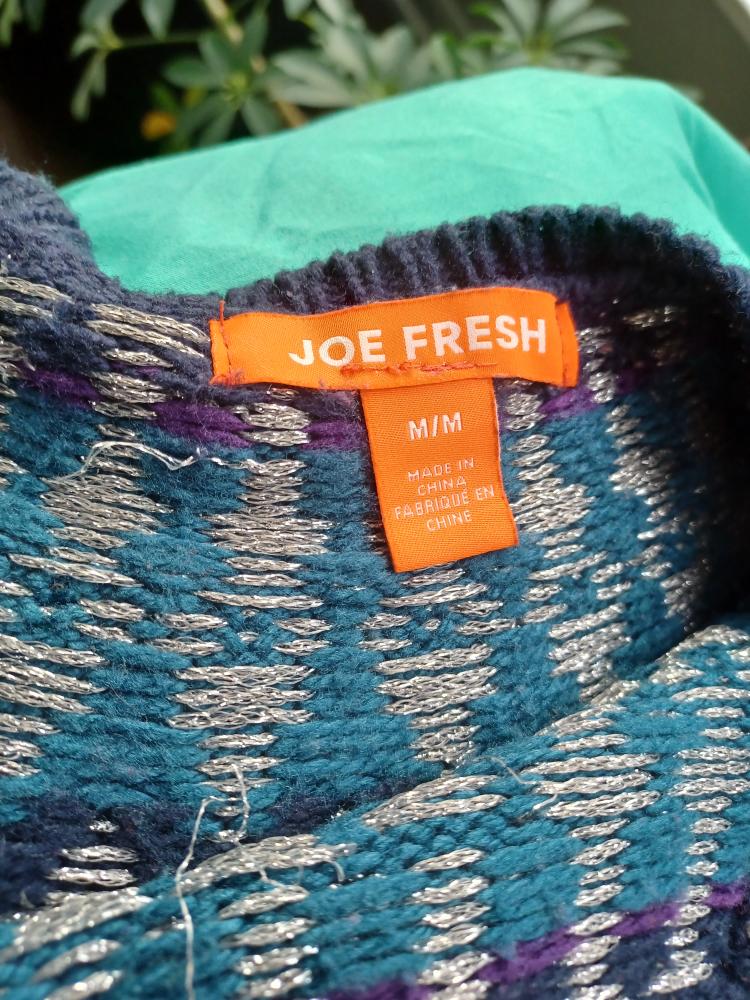 JOE FRESH
M/M
MADE IN
CHINA
FABRIQUÉ EN
CHINE